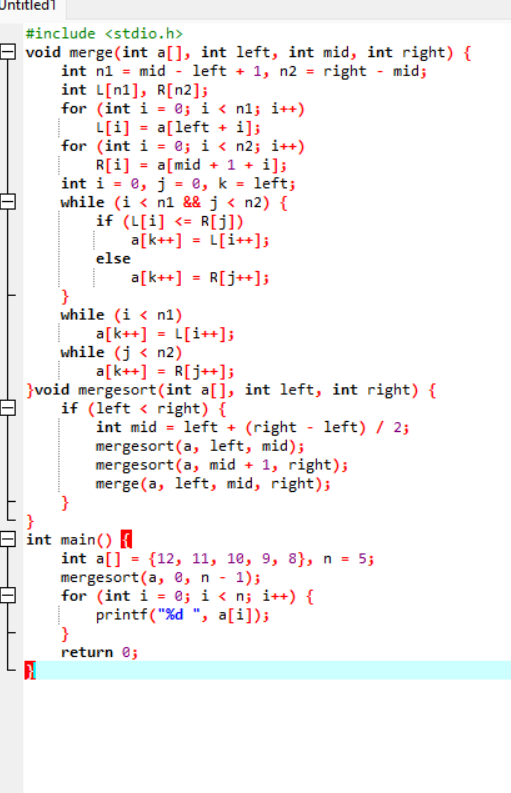 Untitled1
#include <stdio.h>
void merge(int a[], int left, int mid, int right) {
    int n1 = mid - left + 1, n2 = right - mid;
    int L[n1], R[n2];
    for (int i = 0; i < n1; i++)
        L[i] = a[left + i];
    for (int i = 0; i < n2; i++)
        R[i] = a[mid + 1 + i];
    int i = 0, j = 0, k = left;
    while (i < n1 && j < n2) {
        if (L[i] <= R[j])
            a[k++] = L[i++];
        else
            a[k++] = R[j++];
    }
    while (i < n1)
        a[k++] = L[i++];
    while (j < n2)
        a[k++] = R[j++];
}void mergesort(int a[], int left, int right) {
    if (left < right) {
        int mid = left + (right - left) / 2;
        mergesort(a, left, mid);
        mergesort(a, mid + 1, right);
        merge(a, left, mid, right);
    }
}
int main() {
    int a[] = {12, 11, 10, 9, 8}, n = 5;
    mergesort(a, 0, n - 1);
    for (int i = 0; i < n; i++) {
        printf("%d ", a[i]);
    }
    return 0;
}